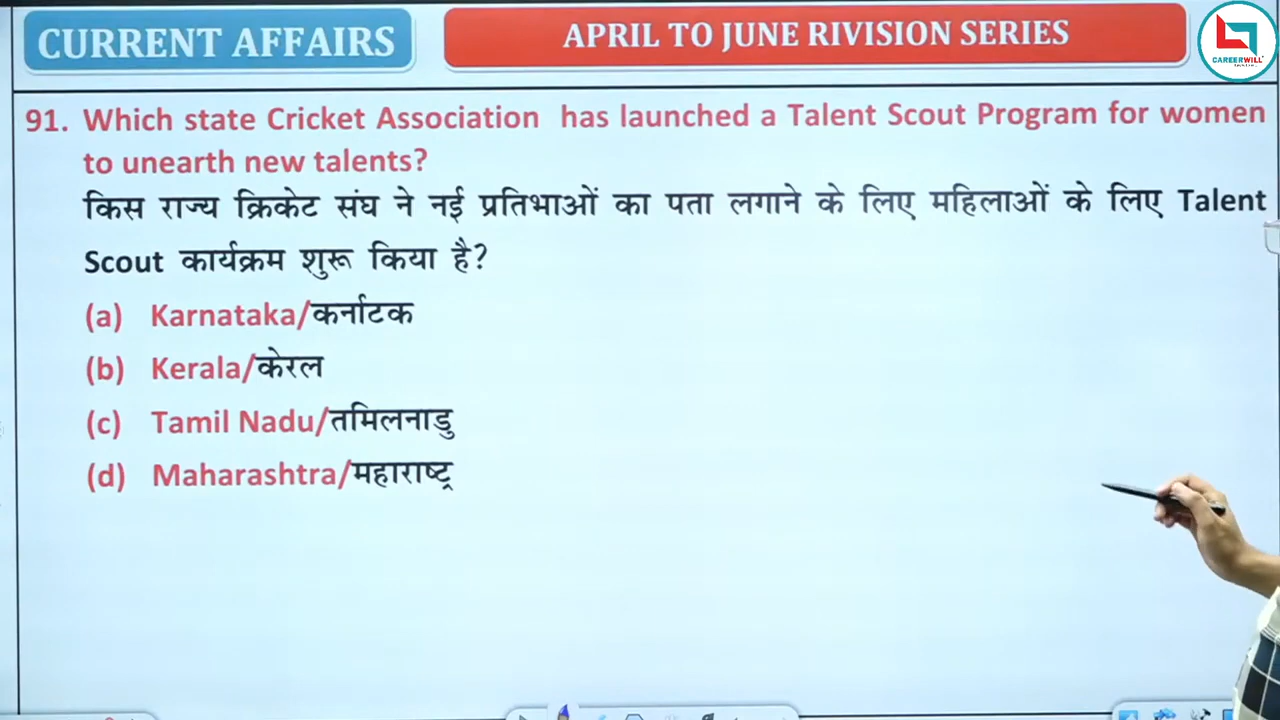 CURRENT AFFAIRS
APRIL TO JUNE RIVISION SERIES
CAREERWILL
91. Which state Cricket Association has launched a Talent Scout Program for women
to unearth new talents?
किस राज्य क्रिकेट संघ ने नई प्रतिभाओं का पता लगाने के लिए महिलाओं के लिए Talent
Scout कार्यक्रम शुरू किया है?
(a) Karnataka/कर्नाटक
(b) Kerala/केरल
(c) Tamil Nadu/तमिलनाडु
(d) Maharashtra/महाराष्ट्र